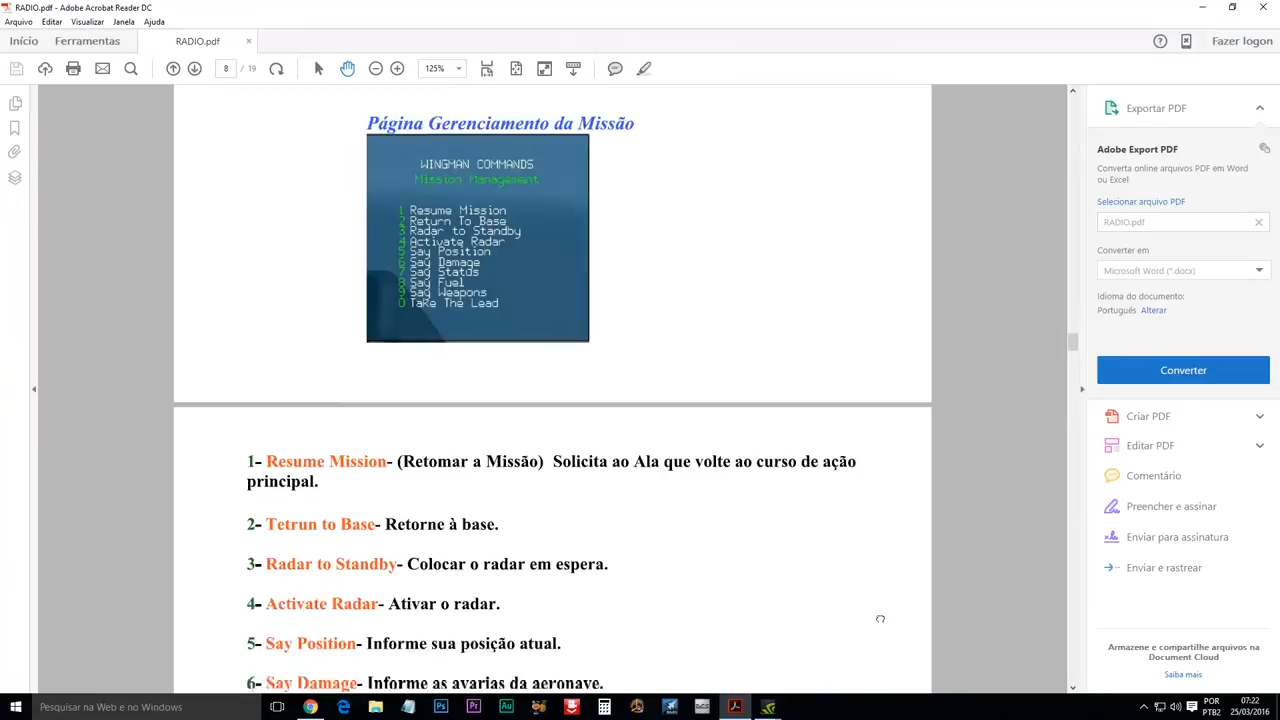 RADIO.pdf - Adobe Acrobat Reader DC
Arquivo Editar Visualizar Janela Ajuda
Início Ferramentas RADIO.pdf × Fazer logon
8 / 19 125%
Página Gerenciamento da Missão
WINGMAN COMMANDS
Mission Management
1 Resume Mission
2 Return To Base
3 Radar to Standby
4 Activate Radar
5 Say Position
6 Say Damage
7 Say Status
8 Say Fuel
9 Say Weapons
0 Take The Lead
1- Resume Mission- (Retomar a Missão) Solicita ao Ala que volte ao curso de ação
principal.
2- Tetrun to Base- Retorne à base.
3- Radar to Standby- Colocar o radar em espera.
4- Activate Radar- Ativar o radar.
5- Say Position- Informe sua posição atual.
6- Say Damage- Informe as avarias da aeronave.
Exportar PDF
Adobe Export PDF
Converta online arquivos PDF em Word
ou Excel
Selecionar arquivo PDF
RADIO.pdf
Converter em
Microsoft Word (*.docx)
Idioma do documento:
Português Alterar
Converter
Criar PDF
Editar PDF
Comentário
Preencher e assinar
Enviar para assinatura
Enviar e rastrear
Armazene e compartilhe arquivos na
Document Cloud
Saiba mais
Pesquisar na Web e no Windows
Ps Pr Au
POR 07:22
PTB2 25/03/2016